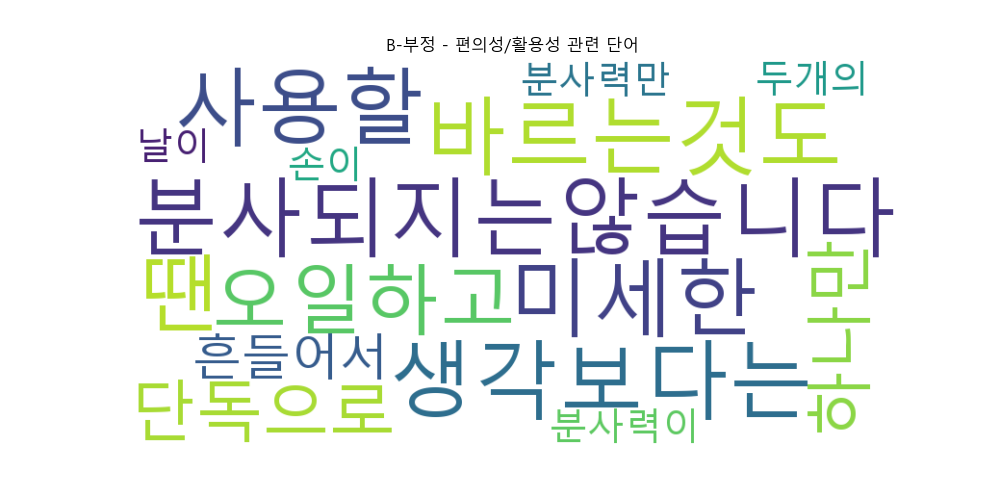 B-부정 - 편의성/활용성 관련 단어
사용할
분사력만
두개의
바르는것도
날이
손이
분사되지는않습니다
땐
오일하고
미세한
흔들어서
생각보다는
단독으로
분사력이